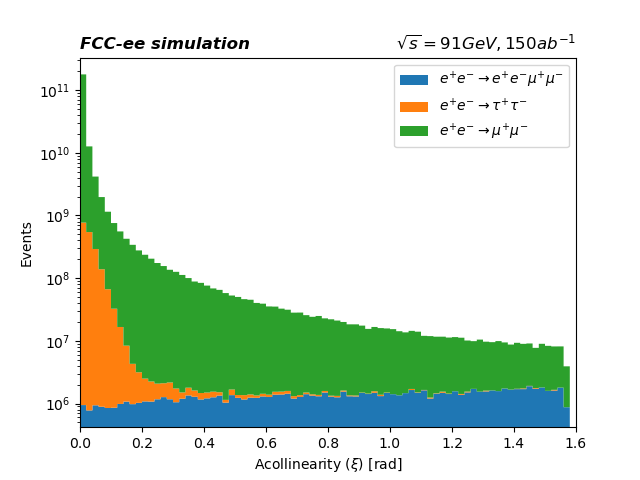 FCC-ee simulation
√s = 91GeV, 150ab⁻¹
e⁺e⁻ → e⁺e⁻μ⁺μ⁻
e⁺e⁻ → τ⁺τ⁻
e⁺e⁻ → μ⁺μ⁻
10¹¹
10¹⁰
10⁹
10⁸
10⁷
10⁶
Events
0.0 0.2 0.4 0.6 0.8 1.0 1.2 1.4 1.6
Acollinearity (ξ) [rad]